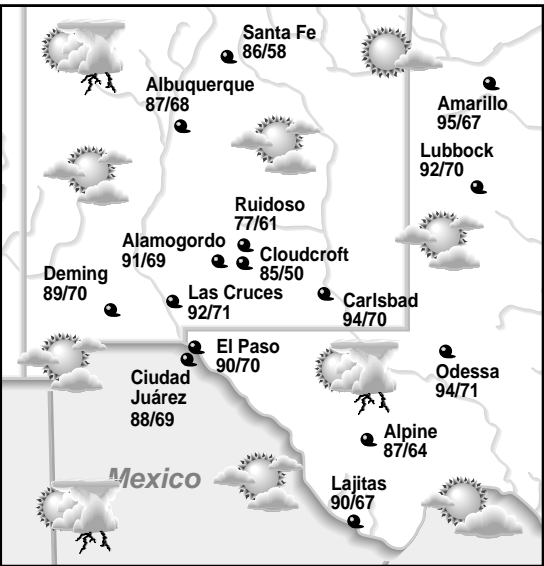 Santa Fe
86/58
Albuquerque
87/68
Amarillo
95/67
Lubbock
92/70
Ruidoso
77/61
Alamogordo
91/69
Cloudcroft
85/50
Deming
89/70
Las Cruces
92/71
Carlsbad
94/70
El Paso
90/70
Ciudad
Juárez
88/69
Odessa
94/71
Alpine
87/64
Mexico
Lajitas
90/67